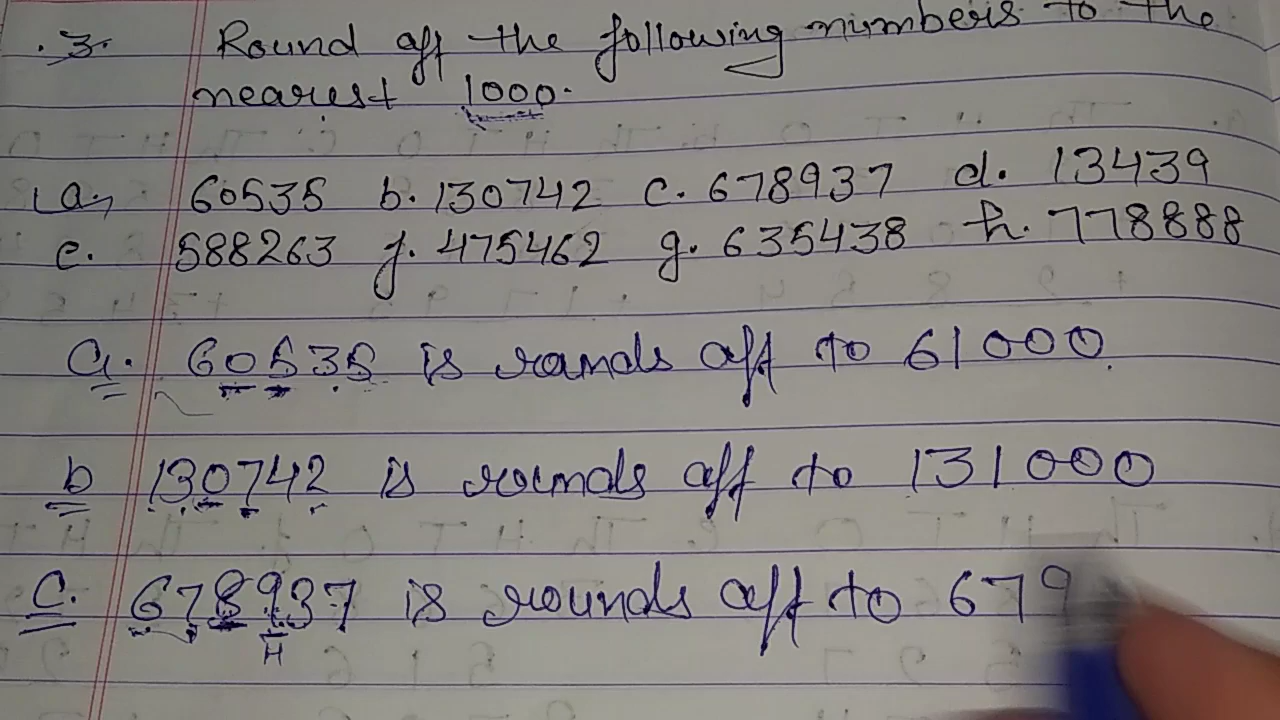 3. Round off the following numbers to the
nearest 1000.
a, 60535 b. 130742 c. 678937 d. 13439
e. 588263 f. 475462 g. 635438 h. 778888
a. 60535 is rounds off to 61000.
b 130742 is rounds off to 131000
c. 678937 is rounds off to 679
H